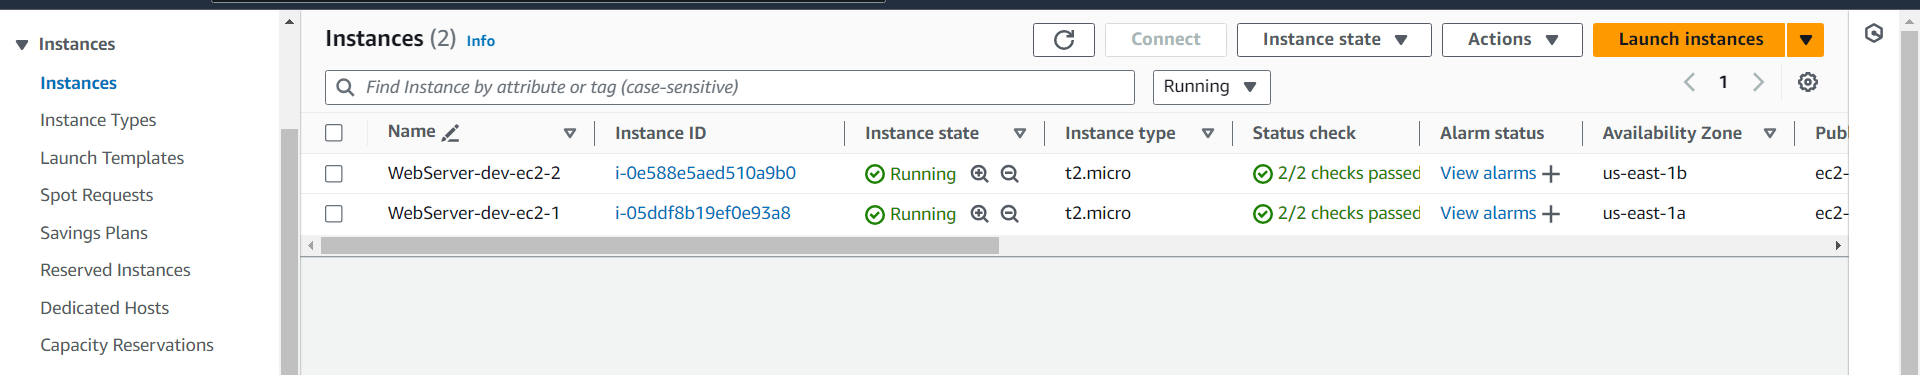 Instances
Instances
Instance Types
Launch Templates
Spot Requests
Savings Plans
Reserved Instances
Dedicated Hosts
Capacity Reservations
Instances (2) Info
Connect
Instance state
Actions
Launch instances
Find Instance by attribute or tag (case-sensitive)
Running
1
Name Instance ID Instance state Instance type Status check Alarm status Availability Zone Publ
WebServer-dev-ec2-2 i-0e588e5aed510a9b0 Running t2.micro 2/2 checks passed View alarms + us-east-1b ec2-
WebServer-dev-ec2-1 i-05ddf8b19ef0e93a8 Running t2.micro 2/2 checks passed View alarms + us-east-1a ec2-